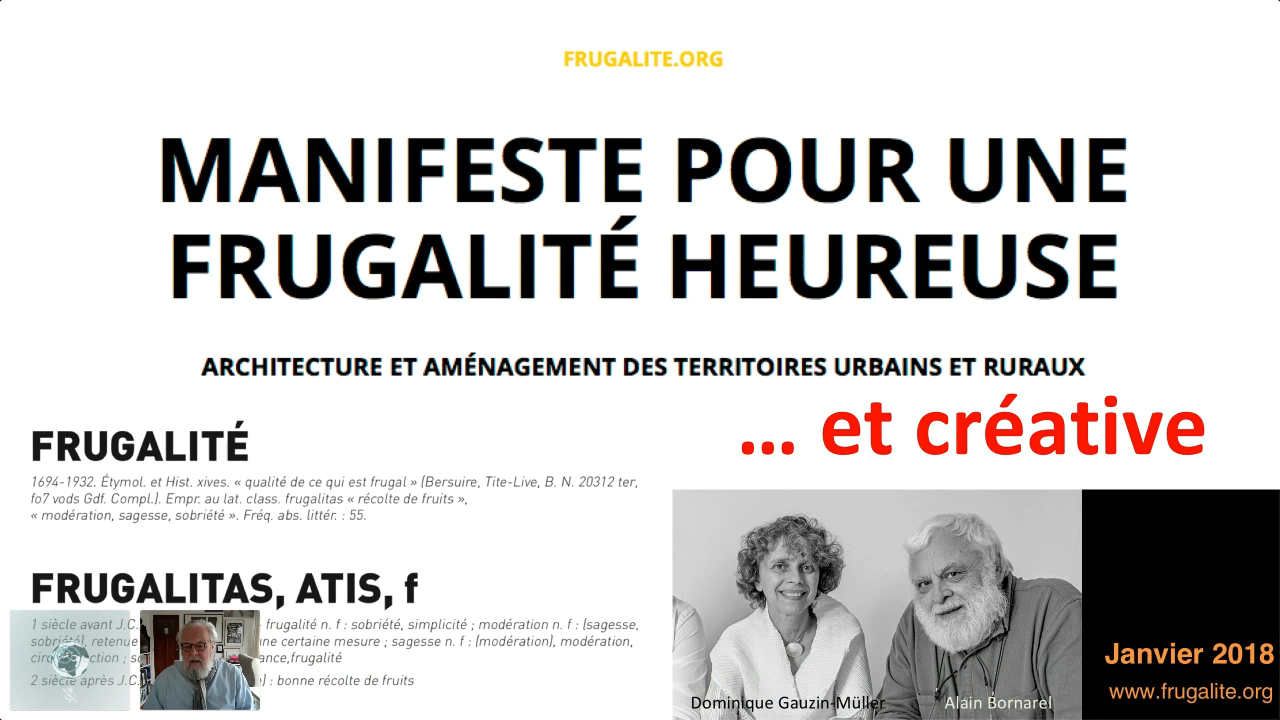 FRUGALITE.ORG
MANIFESTE POUR UNE
FRUGALITÉ HEUREUSE
ARCHITECTURE ET AMÉNAGEMENT DES TERRITOIRES URBAINS ET RURAUX
... et créative
FRUGALITÉ
1694-1932. Étymol. et Hist. xives. « qualité de ce qui est frugal » (Bersuire, Tite-Live, B. N. 20312 ter,
fo7 vods Gdf. Compl.). Empr. au lat. class. frugalitas « récolte de fruits »,
« modération, sagesse, sobriété ». Fréq. abs. littér. : 55.
FRUGALITAS, ATIS, f
1 siècle avant J.C. frugalité n. f : sobriété, simplicité ; modération n. f : (sagesse,
sobriété), retenue une certaine mesure ; sagesse n. f : (modération), modération,
frugalité
2 siècle après J.C. : bonne récolte de fruits
Dominique Gauzin-Müller
Alain Bornarel
Janvier 2018
www.frugalite.org